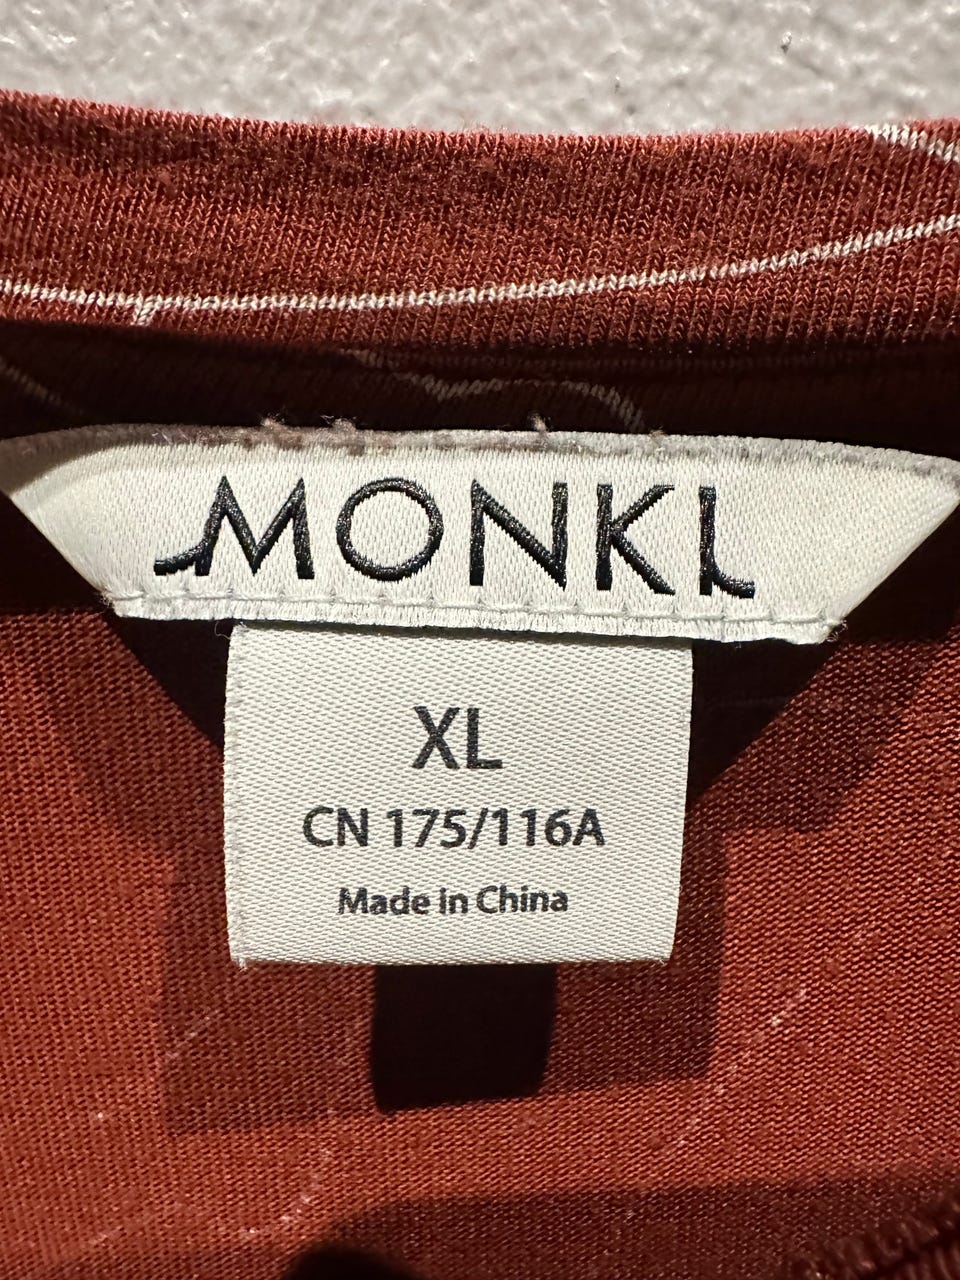 MONKI
XL
CN 175/116A
Made in China